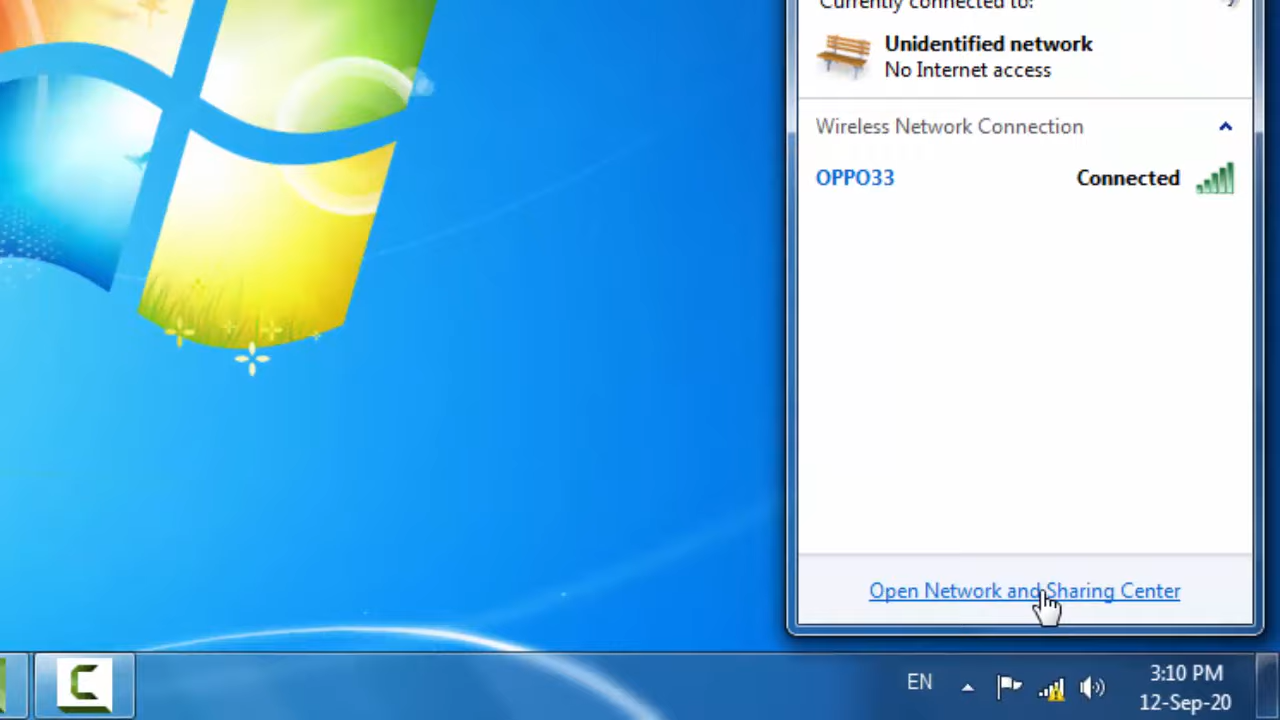 Currently connected to:
Unidentified network
No Internet access
Wireless Network Connection
OPPO33 Connected
Open Network and Sharing Center
EN 3:10 PM
12-Sep-20